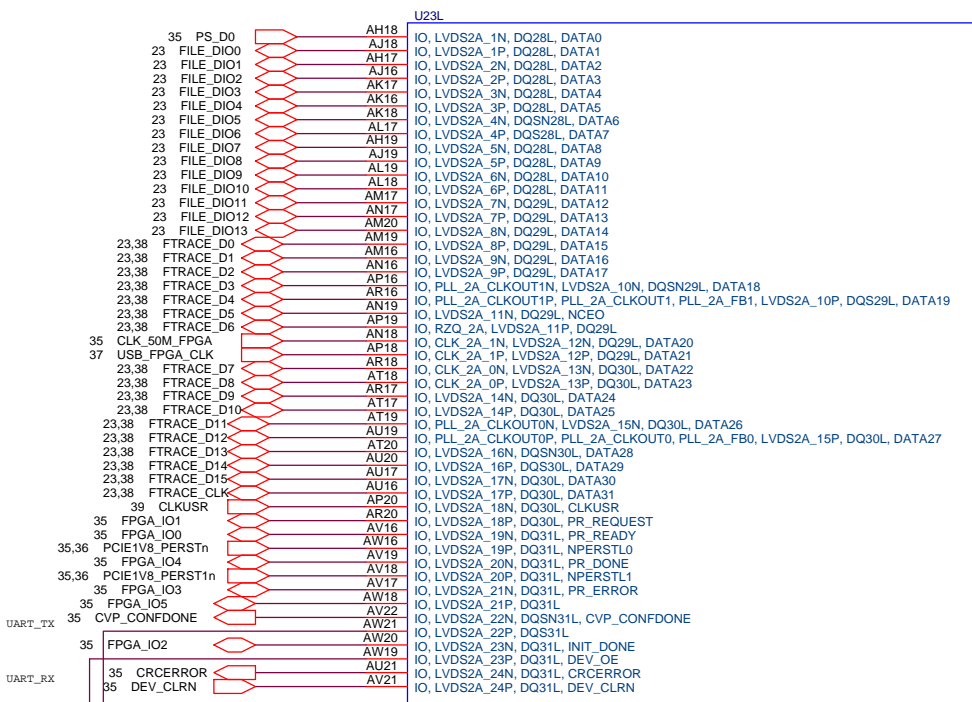 U23L
35 PS_D0 AH18 IO, LVDS2A_1N, DQ28L, DATA0
23 FILE_DIO0 AJ18 IO, LVDS2A_1P, DQ28L, DATA1
23 FILE_DIO1 AH17 IO, LVDS2A_2N, DQ28L, DATA2
23 FILE_DIO2 AJ16 IO, LVDS2A_2P, DQ28L, DATA3
23 FILE_DIO3 AK17 IO, LVDS2A_3N, DQ28L, DATA4
23 FILE_DIO4 AK16 IO, LVDS2A_3P, DQ28L, DATA5
23 FILE_DIO5 AK18 IO, LVDS2A_4N, DQSN28L, DATA6
23 FILE_DIO6 AL17 IO, LVDS2A_4P, DQS28L, DATA7
23 FILE_DIO7 AH19 IO, LVDS2A_5N, DQ28L, DATA8
23 FILE_DIO8 AJ19 IO, LVDS2A_5P, DQ28L, DATA9
23 FILE_DIO9 AL19 IO, LVDS2A_6N, DQ28L, DATA10
23 FILE_DIO10 AL18 IO, LVDS2A_6P, DQ28L, DATA11
23 FILE_DIO11 AM17 IO, LVDS2A_7N, DQ29L, DATA12
23 FILE_DIO12 AN17 IO, LVDS2A_7P, DQ29L, DATA13
23 FILE_DIO13 AM20 IO, LVDS2A_8N, DQ29L, DATA14
23,38 FTRACE_D0 AM19 IO, LVDS2A_8P, DQ29L, DATA15
23,38 FTRACE_D1 AM16 IO, LVDS2A_9N, DQ29L, DATA16
23,38 FTRACE_D2 AN16 IO, LVDS2A_9P, DQ29L, DATA17
23,38 FTRACE_D3 AP16 IO, PLL_2A_CLKOUT1N, LVDS2A_10N, DQSN29L, DATA18
23,38 FTRACE_D4 AR16 IO, PLL_2A_CLKOUT1P, PLL_2A_CLKOUT1, PLL_2A_FB1, LVDS2A_10P, DQS29L, DATA19
23,38 FTRACE_D5 AN19 IO, LVDS2A_11N, DQ29L, NCEO
23,38 FTRACE_D6 AP19 IO, RZQ_2A, LVDS2A_11P, DQ29L
35 CLK_50M_FPGA AN18 IO, CLK_2A_1N, LVDS2A_12N, DQ29L, DATA20
37 USB_FPGA_CLK AP18 IO, CLK_2A_1P, LVDS2A_12P, DQ29L, DATA21
23,38 FTRACE_D7 AR18 IO, CLK_2A_0N, LVDS2A_13N, DQ30L, DATA22
23,38 FTRACE_D8 AT18 IO, CLK_2A_0P, LVDS2A_13P, DQ30L, DATA23
23,38 FTRACE_D9 AR17 IO, LVDS2A_14N, DQ30L, DATA24
23,38 FTRACE_D10 AT17 IO, LVDS2A_14P, DQ30L, DATA25
23,38 FTRACE_D11 AT19 IO, PLL_2A_CLKOUT0N, LVDS2A_15N, DQ30L, DATA26
23,38 FTRACE_D12 AU19 IO, PLL_2A_CLKOUT0P, PLL_2A_CLKOUT0, PLL_2A_FB0, LVDS2A_15P, DQ30L, DATA27
23,38 FTRACE_D13 AT20 IO, LVDS2A_16N, DQSN30L, DATA28
23,38 FTRACE_D14 AU20 IO, LVDS2A_16P, DQS30L, DATA29
23,38 FTRACE_D15 AU17 IO, LVDS2A_17N, DQ30L, DATA30
23,38 FTRACE_CLK AU16 IO, LVDS2A_17P, DQ30L, DATA31
39 CLKUSR AP20 IO, LVDS2A_18N, DQ30L, CLKUSR
35 FPGA_IO1 AR20 IO, LVDS2A_18P, DQ30L, PR_REQUEST
35 FPGA_IO0 AV16 IO, LVDS2A_19N, DQ31L, PR_READY
35,36 PCIE1V8_PERSTn AW16 IO, LVDS2A_19P, DQ31L, NPERSTL0
35 FPGA_IO4 AV19 IO, LVDS2A_20N, DQ31L, PR_DONE
35,36 PCIE1V8_PERST1n AV18 IO, LVDS2A_20P, DQ31L, NPERSTL1
35 FPGA_IO3 AV17 IO, LVDS2A_21N, DQ31L, PR_ERROR
35 FPGA_IO5 AW18 IO, LVDS2A_21P, DQ31L
35 CVP_CONFDONE AV22 IO, LVDS2A_22N, DQSN31L, CVP_CONFDONE
UART_TX AW21 IO, LVDS2A_22P, DQS31L
35 FPGA_IO2 AW20 IO, LVDS2A_23N, DQ31L, INIT_DONE
AW19 IO, LVDS2A_23P, DQ31L, DEV_OE
UART_RX 35 CRCERROR AU21 IO, LVDS2A_24N, DQ31L, CRCERROR
35 DEV_CLRN AV21 IO, LVDS2A_24P, DQ31L, DEV_CLRN